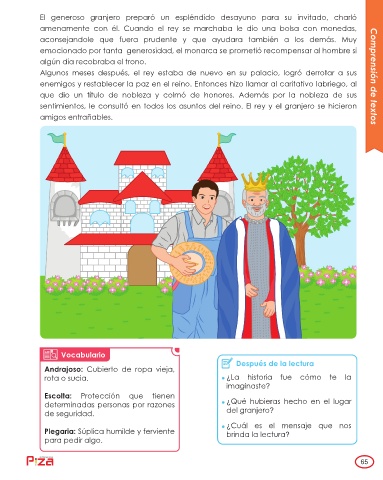 El generoso granjero preparó un espléndido desayuno para su invitado, charló
amenamente con él. Cuando el rey se marchaba le dio una bolsa con monedas,
aconsejandole que fuera prudente y que ayudara también a los demás. Muy
emocionado por tanta generosidad, el monarca se prometió recompensar al hombre si
algún día recobraba el trono.
Algunos meses después, el rey estaba de nuevo en su palacio, logró derrotar a sus
enemigos y restablecer la paz en el reino. Entonces hizo llamar al caritativo labriego, al
que dio un título de nobleza y colmó de honores. Además por la nobleza de sus
sentimientos, le consultó en todos los asuntos del reino. El rey y el granjero se hicieron
amigos entrañables.
Comprensión de textos
Vocabulario
Andrajoso: Cubierto de ropa vieja,
rota o sucia.
Escolta: Protección que tienen
determinadas personas por razones
de seguridad.
Plegaria: Súplica humilde y ferviente
para pedir algo.
Después de la lectura
• ¿La historia fue cómo te la
imaginaste?
• ¿Qué hubieras hecho en el lugar
del granjero?
• ¿Cuál es el mensaje que nos
brinda la lectura?
P:za
65